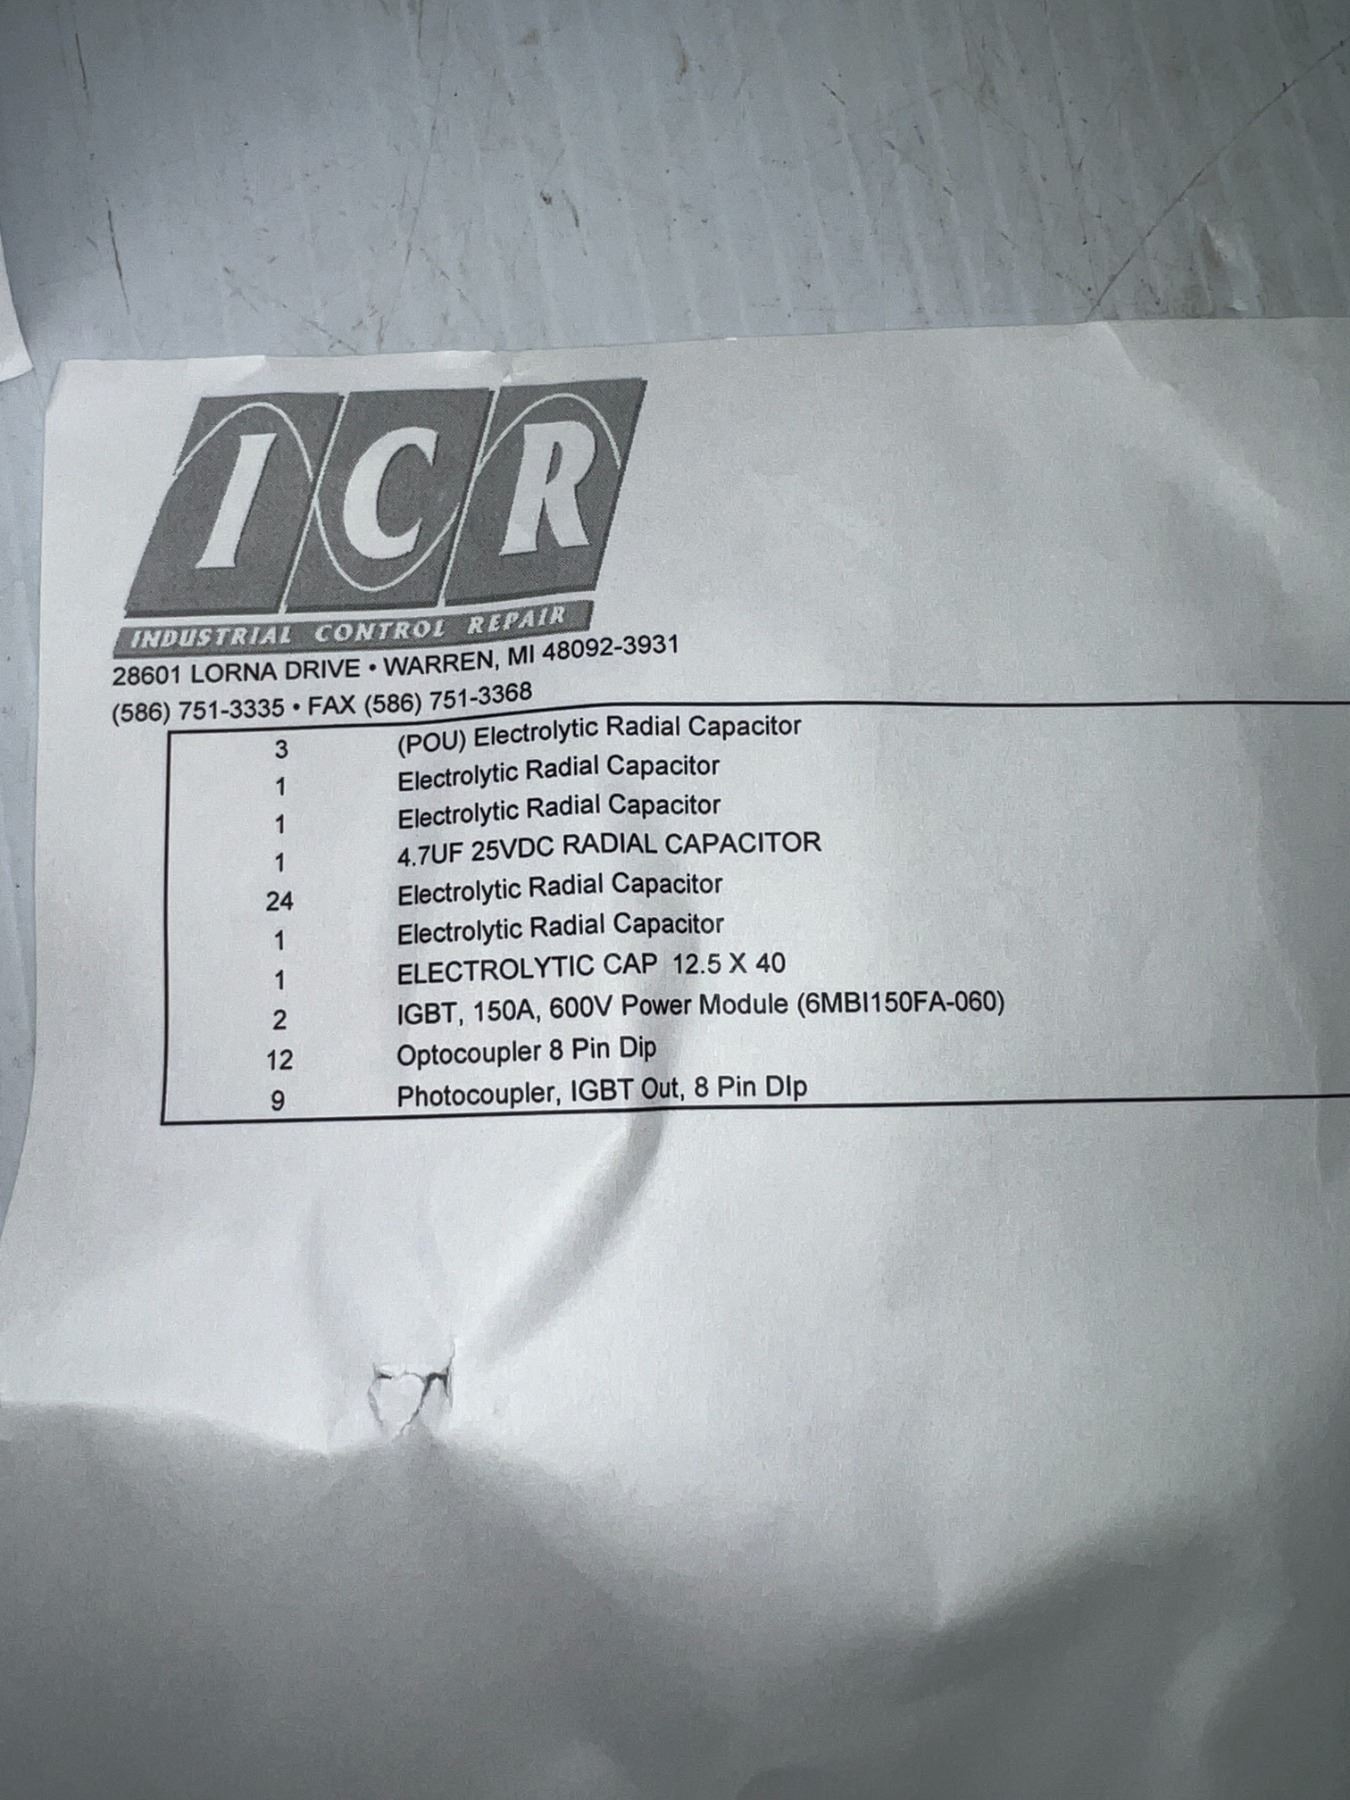 ICR
INDUSTRIAL CONTROL REPAIR
28601 LORNA DRIVE • WARREN, MI 48092-3931
(586) 751-3335 • FAX (586) 751-3368
3 (POU) Electrolytic Radial Capacitor
1 Electrolytic Radial Capacitor
1 Electrolytic Radial Capacitor
1 4.7UF 25VDC RADIAL CAPACITOR
24 Electrolytic Radial Capacitor
1 Electrolytic Radial Capacitor
1 ELECTROLYTIC CAP 12.5 X 40
2 IGBT, 150A, 600V Power Module (6MBI150FA-060)
12 Optocoupler 8 Pin Dip
9 Photocoupler, IGBT Out, 8 Pin DIp